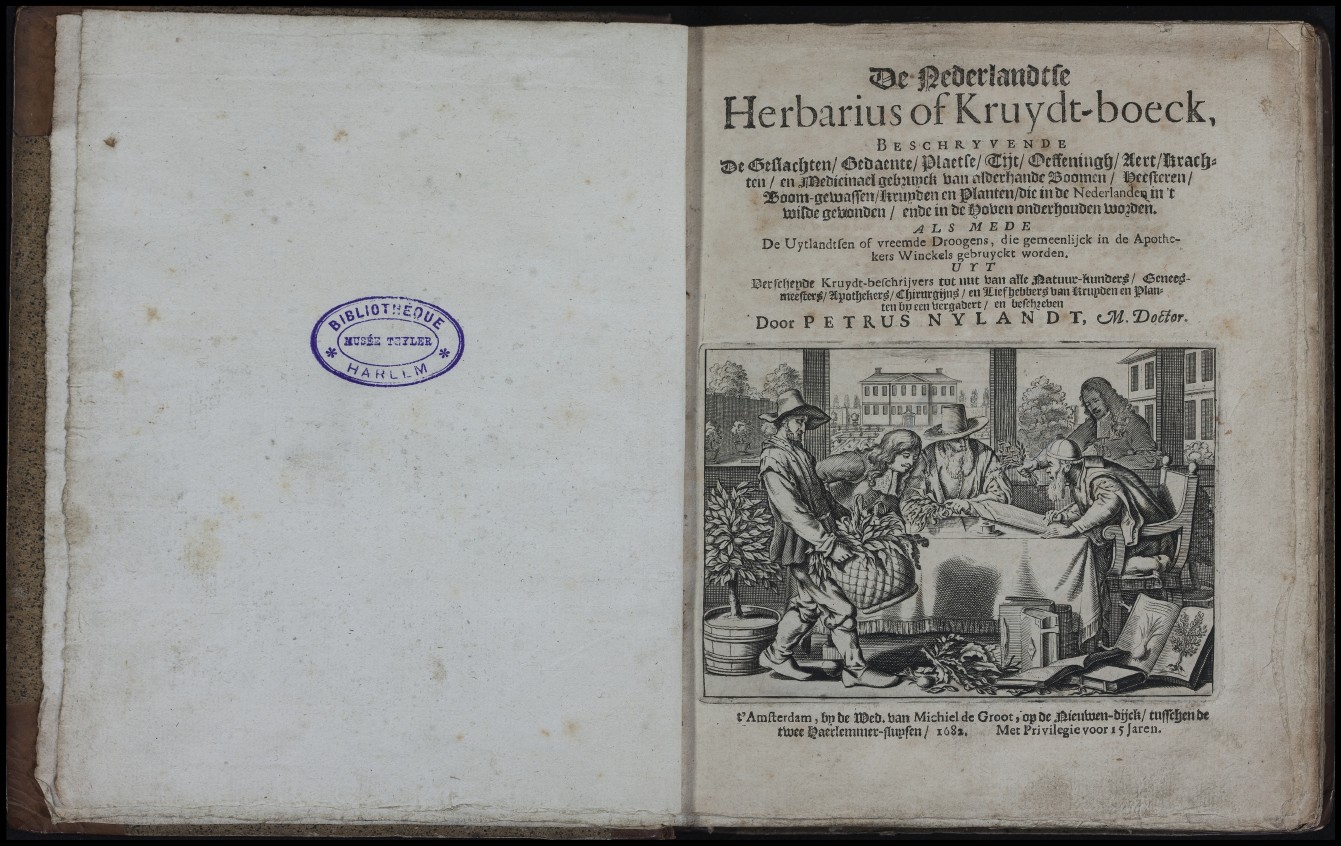 BIBLIOTHÈQUE
MUSÉE TEYLER
HARLEM
De Nederlandtse
Herbarius of Kruydt-boeck,
BESCHRYVENDE
De Geslachten/ Gedaente/ Plaetse/ Tijt/ Oeffeningh/ Aert/ Krach-
ten / en Medicinael gebruyck van alderhande Boomen / Heesteren/
Boom-gewassen/ Kruyden en Planten/ die in de Nederlanden in 't
wilde gevonden / ende in de Hoven onderhouden worden.
ALS MEDE
De Uytlandtsen of vreemde Droogens, die gemeenlijck in de Apothe-
kers Winckels gebruyckt worden.
UYT
Verscheyde Kruydt-beschrijvers tot nut van alle Natuur-kunders/ Genees-
meesters/ Apothekers/ Chirurgijns / en Liefhebbers van Kruyden en Plan-
ten by een vergadert / en beschreven
Door PETRUS NYLANDT, M. Doctor.
t'Amsterdam, by de Wed. van Michiel de Groot, op de Nieuwen-dijck/ tusschen de
twee Haerlemmer-sluysen / 1682. Met Privilegie voor 15 Jaren.